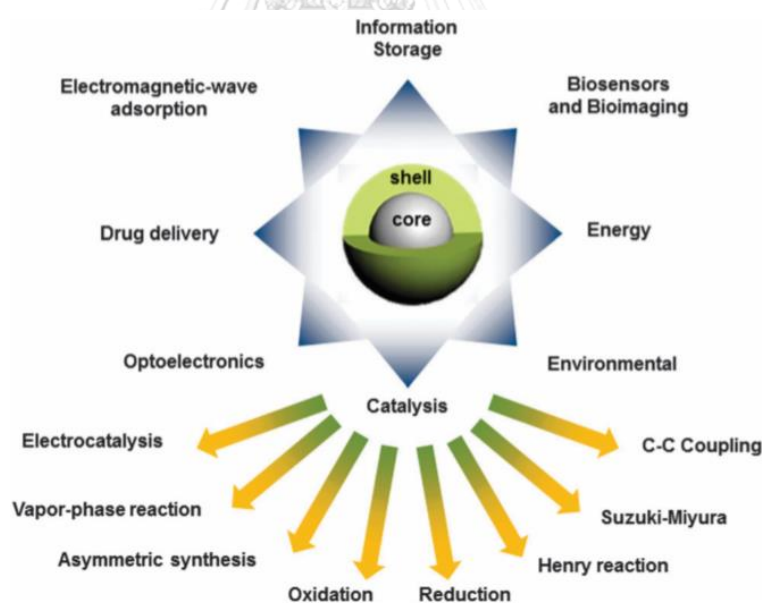 Information
Storage
Electromagnetic-wave
adsorption
Biosensors
and Bioimaging
shell
core
Drug delivery
Energy
Optoelectronics
Environmental
Catalysis
Electrocatalysis
C-C Coupling
Vapor-phase reaction
Suzuki-Miyura
Asymmetric synthesis
Henry reaction
Oxidation
Reduction